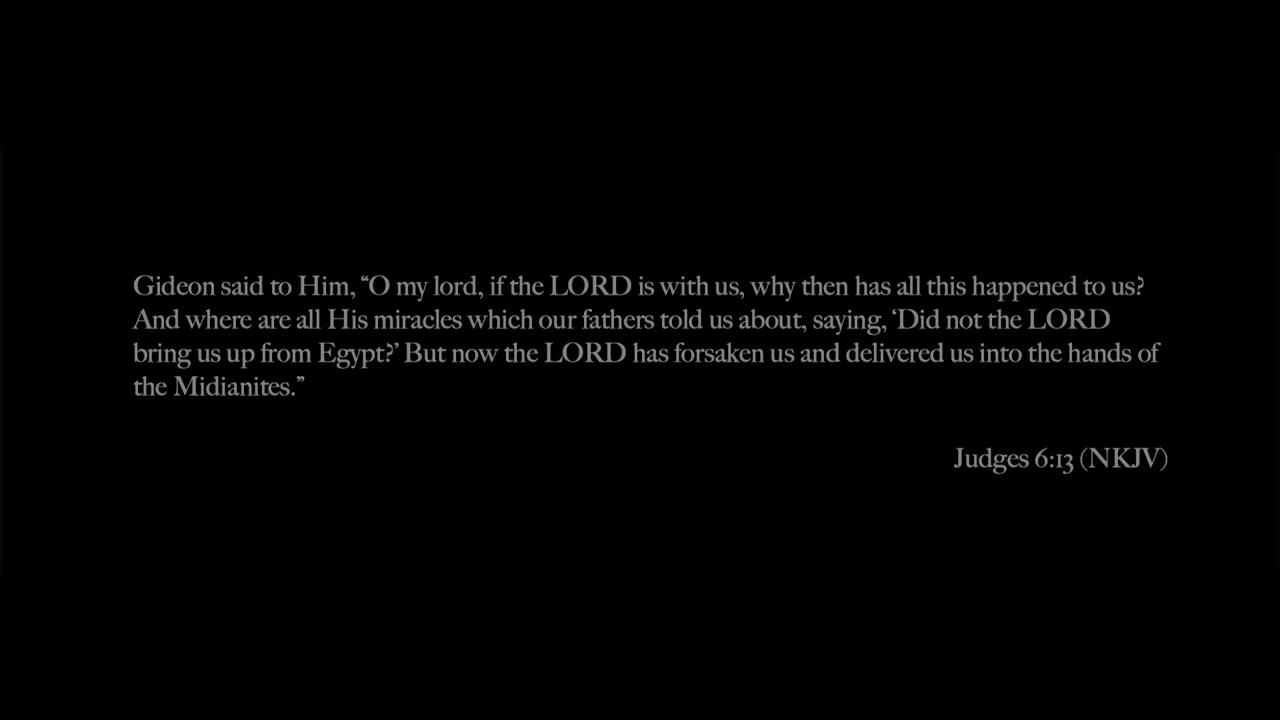 Gideon said to Him, “O my lord, if the LORD is with us, why then has all this happened to us?
And where are all His miracles which our fathers told us about, saying, ‘Did not the LORD
bring us up from Egypt?’ But now the LORD has forsaken us and delivered us into the hands of
the Midianites.”
Judges 6:13 (NKJV)